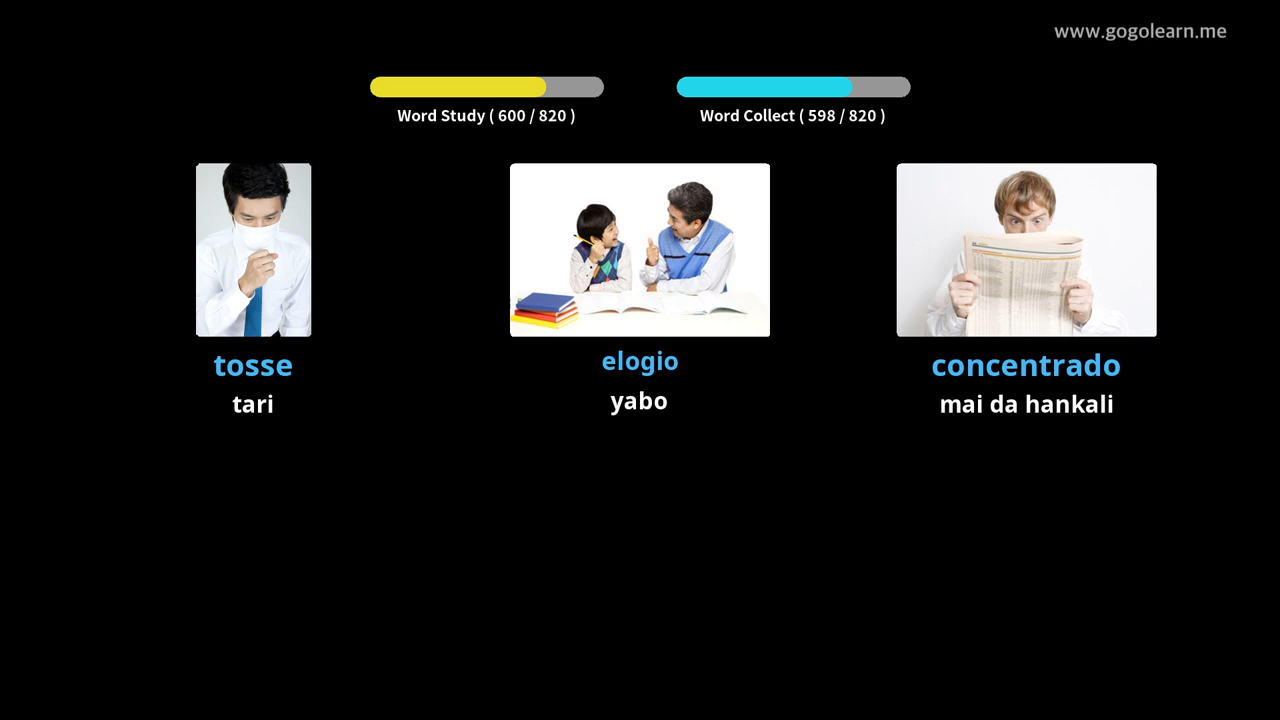 www.gogolearn.me
Word Study ( 600 / 820 )
Word Collect ( 598 / 820 )
tosse
tari
elogio
yabo
concentrado
mai da hankali